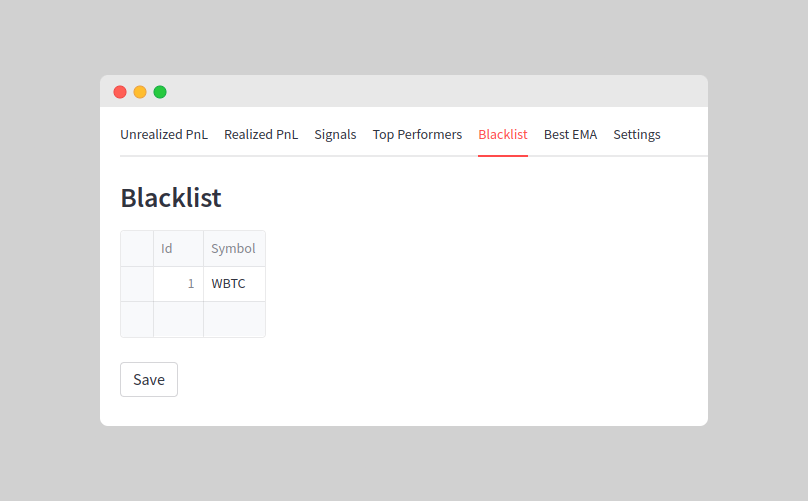 Unrealized PnL Realized PnL Signals Top Performers Blacklist Best EMA Settings
Blacklist
Id Symbol
1 WBTC
Save